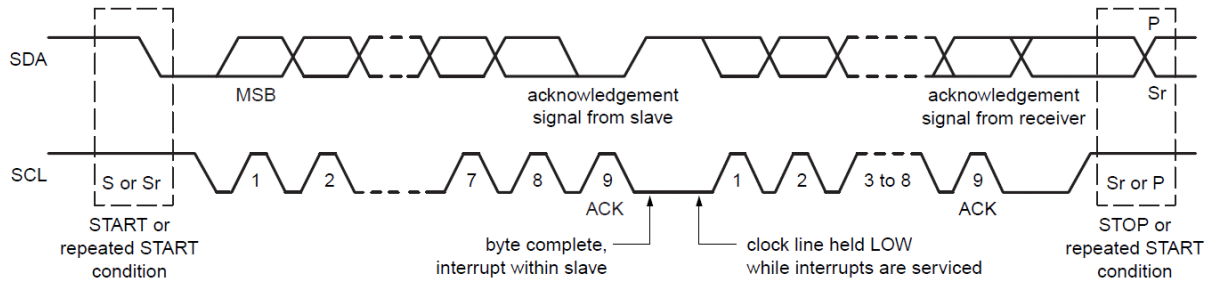 P
SDA
MSB
acknowledgement
signal from slave
acknowledgement
signal from receiver
Sr
SCL
S or Sr
1
2
7
8
9
1
2
3 to 8
9
Sr or P
ACK
ACK
START or
repeated START
condition
byte complete,
interrupt within slave
clock line held LOW
while interrupts are serviced
STOP or
repeated START
condition